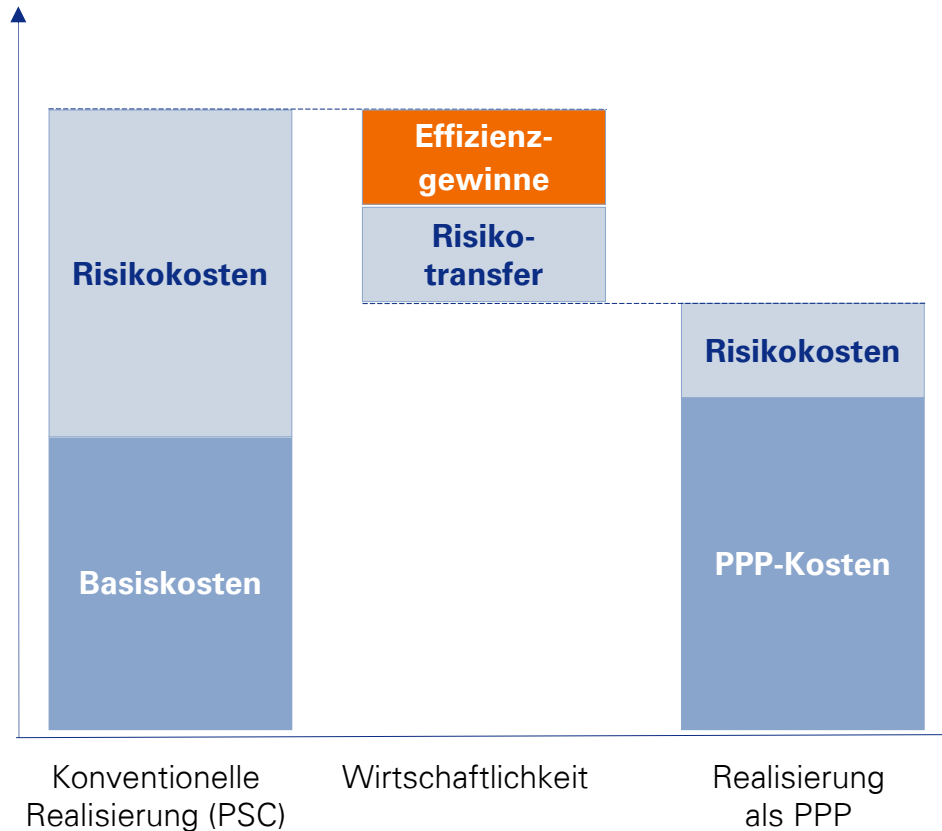 Effizienz-
gewinne
Risiko-
transfer
Risikokosten
Risikokosten
Basiskosten
PPP-Kosten
Konventionelle
Realisierung (PSC)
Wirtschaftlichkeit
Realisierung
als PPP